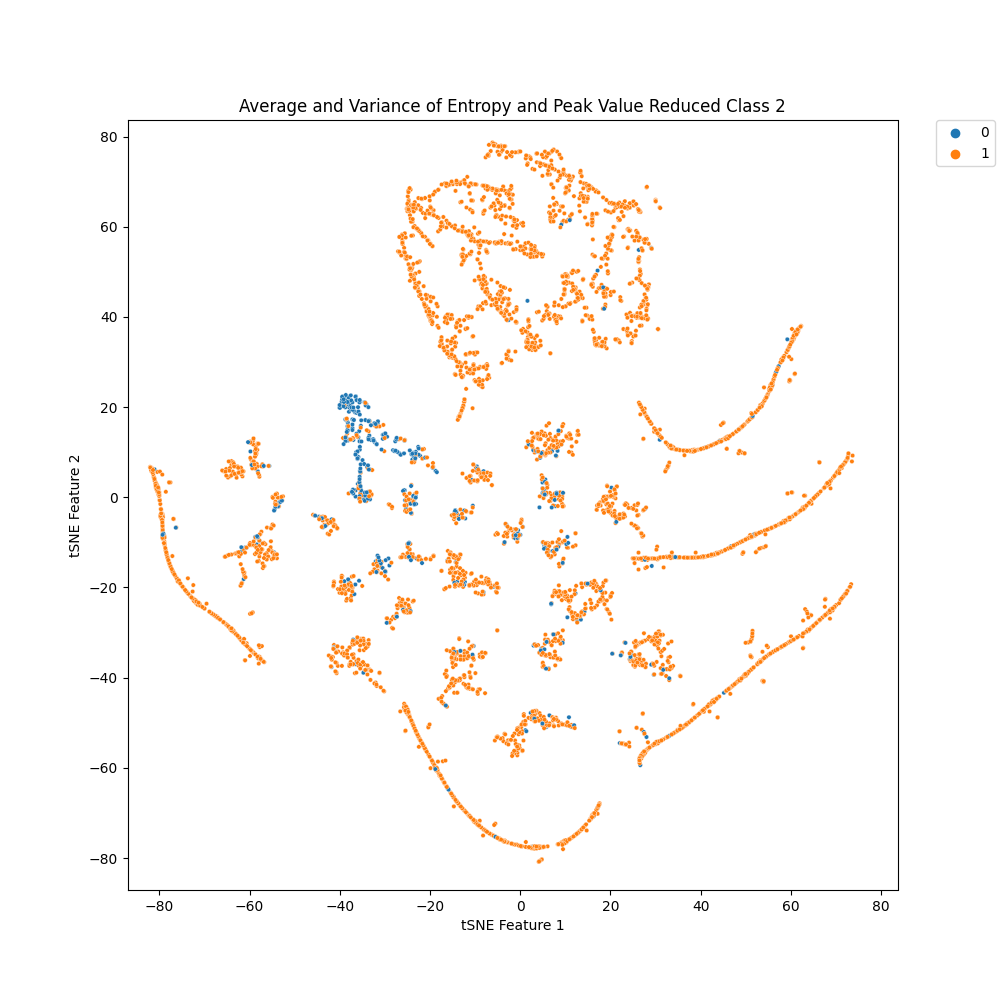 Average and Variance of Entropy and Peak Value Reduced Class 2
0
1
80
60
40
20
0
−20
−40
−60
−80
tSNE Feature 2
−80 −60 −40 −20 0 20 40 60 80
tSNE Feature 1